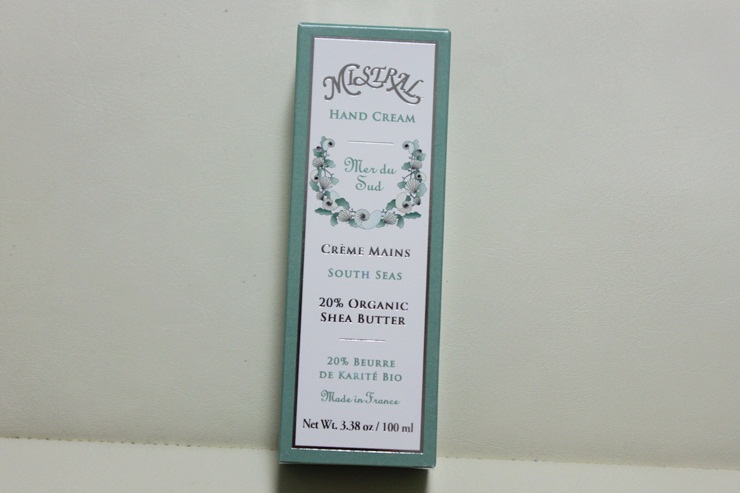 MISTRAL
HAND CREAM
Mer du
Sud
CRÈME MAINS
SOUTH SEAS
20% ORGANIC
SHEA BUTTER
20% BEURRE
DE KARITÉ BIO
Made in France
NET WT. 3.38 oz / 100 ml